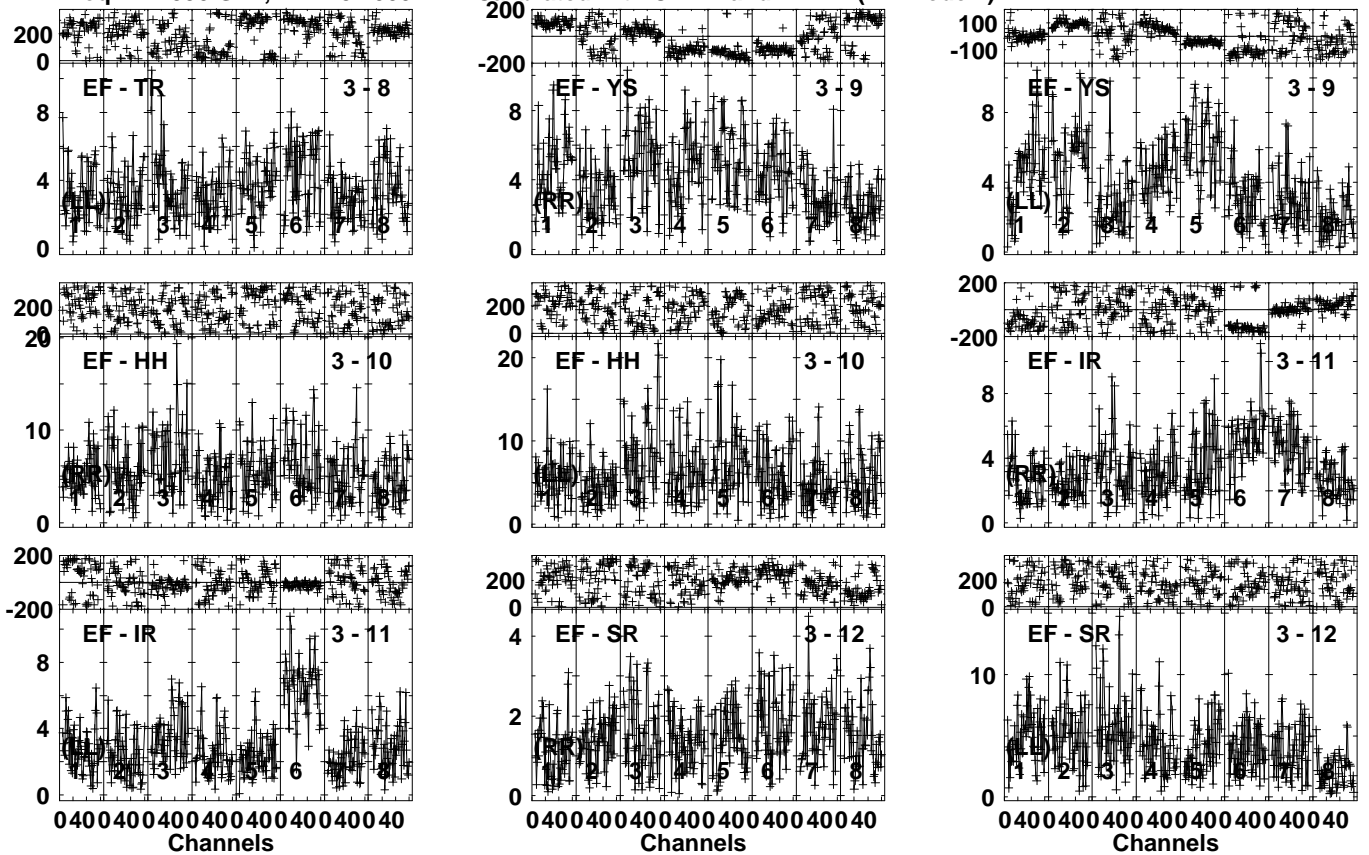 200 0 200 -200 100 -100
EF - TR 3 - 8 EF - YS 3 - 9 EF - YS 3 - 9
8 8 8
4 4 4
(LL) (RR) (LL)
1 2 3 4 5 6 7 8 1 2 3 4 5 6 7 8 1 2 3 4 5 6 7 8
0 0 0
200 0 200 0 200 -200
EF - HH 3 - 10 EF - HH 3 - 10 EF - IR 3 - 11
20 20 8
10 10 4
(RR) (LL) (RR)
1 2 3 4 5 6 7 8 1 2 3 4 5 6 7 8 1 2 3 4 5 6 7 8
0 0 0
200 -200 200 0 200 0
EF - IR 3 - 11 EF - SR 3 - 12 EF - SR 3 - 12
8 4 10
4 2
(LL) (RR) (LL)
1 2 3 4 5 6 7 8 1 2 3 4 5 6 7 8 1 2 3 4 5 6 7 8
0 0 0
0 40 0 40 0 40 0 40 0 40 0 40 0 40 0 40 0 40 0 40 0 40 0 40 0 40 0 40 0 40 0 40 0 40 0 40 0 40 0 40 0 40 0 40 0 40 0 40
Channels Channels Channels